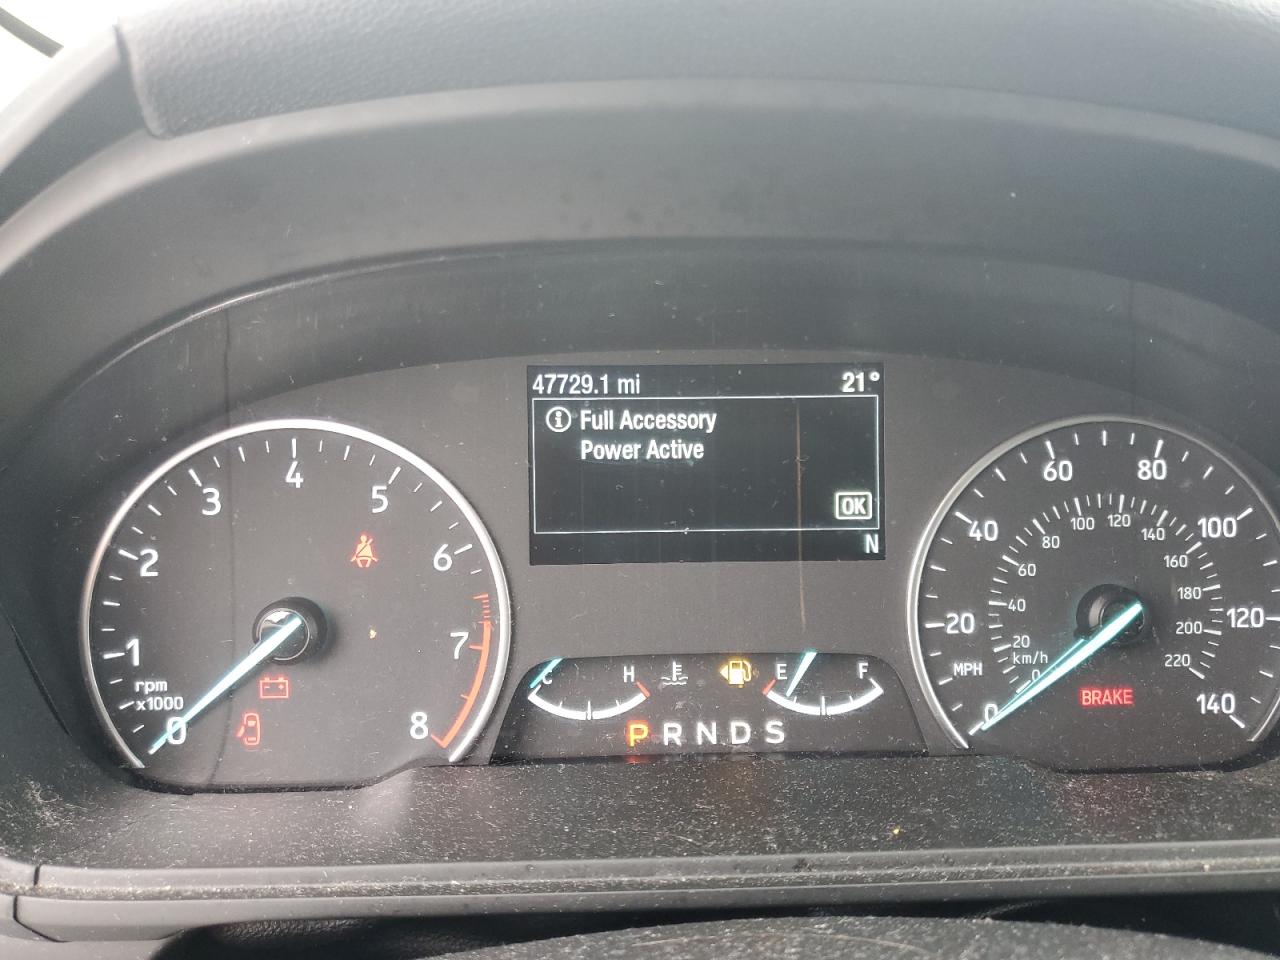 47729.1 mi 21°
Full Accessory
Power Active
OK
N
0 1 2 3 4 5 6 7 8
rpm
x1000
C H E F
P R N D S
0 20 40 60 80 100 120 140
MPH
0 20 40 60 80 100 120 140 160 180 200 220
km/h
BRAKE